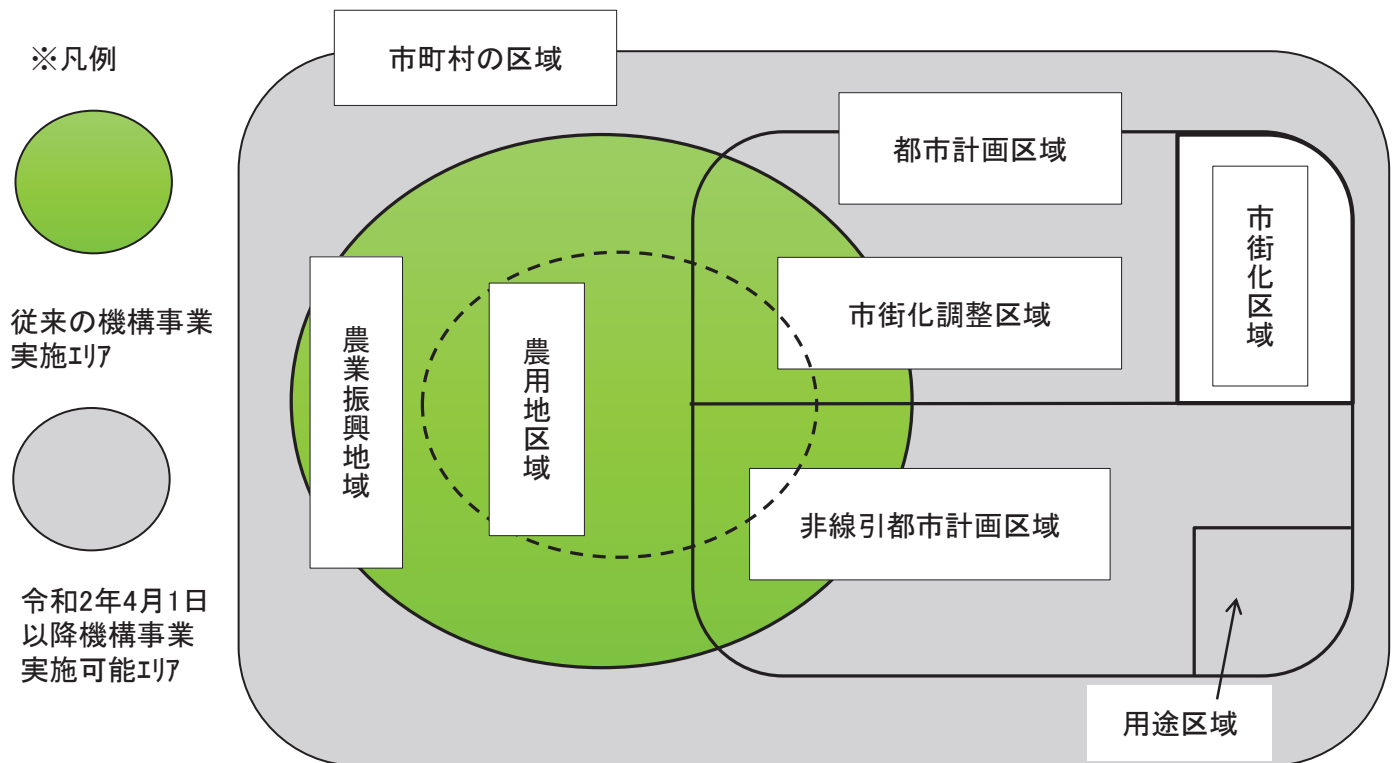 ※凡例
従来の機構事業
実施エリア
令和2年4月1日
以降機構事業
実施可能エリア
市町村の区域
都市計画区域
市街化区域
市街化調整区域
農業振興地域
農用地区域
非線引都市計画区域
用途区域